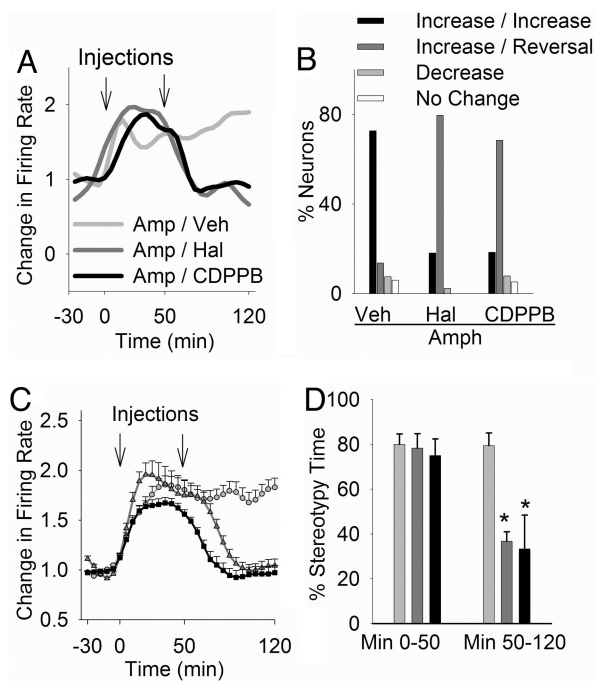 A
Injections
Change in Firing Rate
2
1
0
Amp / Veh
Amp / Hal
Amp / CDPPB
-30 0 50 120
Time (min)
B
Increase / Increase
Increase / Reversal
Decrease
No Change
% Neurons
80
40
0
Veh Hal CDPPB
Amph
C
Injections
Change in Firing Rate
2.5
2.0
1.5
1.0
0.5
-30 0 50 120
Time (min)
D
% Stereotypy Time
100
80
60
40
20
0
* *
Min 0-50 Min 50-120